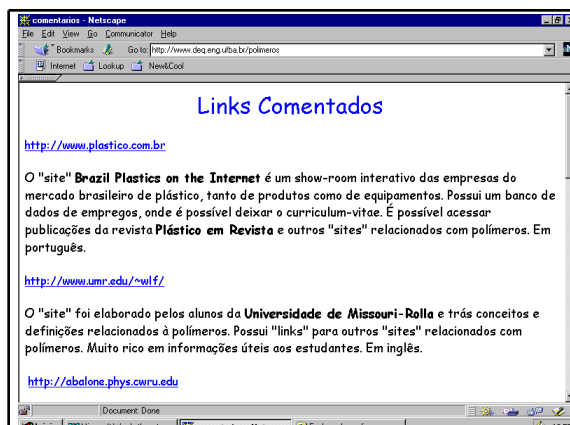 comentarios - Netscape
File Edit View Go Communicator Help
Bookmarks Go to: http://www.deq.eng.ufba.br/polimeros
Internet Lookup New&Cool
Links Comentados
http://www.plastico.com.br
O "site" Brazil Plastics on the Internet é um show-room interativo das empresas do
mercado brasileiro de plástico, tanto de produtos como de equipamentos. Possui um banco de
dados de empregos, onde é possível deixar o curriculum-vitae. É possível acessar
publicações da revista Plástico em Revista e outros "sites" relacionados com polímeros. Em
português.
http://www.umr.edu/~wlf/
O "site" foi elaborado pelos alunos da Universidade de Missouri-Rolla e trás conceitos e
definições relacionados à polímeros. Possui "links" para outros "sites" relacionados com
polímeros. Muito rico em informações úteis aos estudantes. Em inglês.
http://abalone.phys.cwru.edu
Document: Done